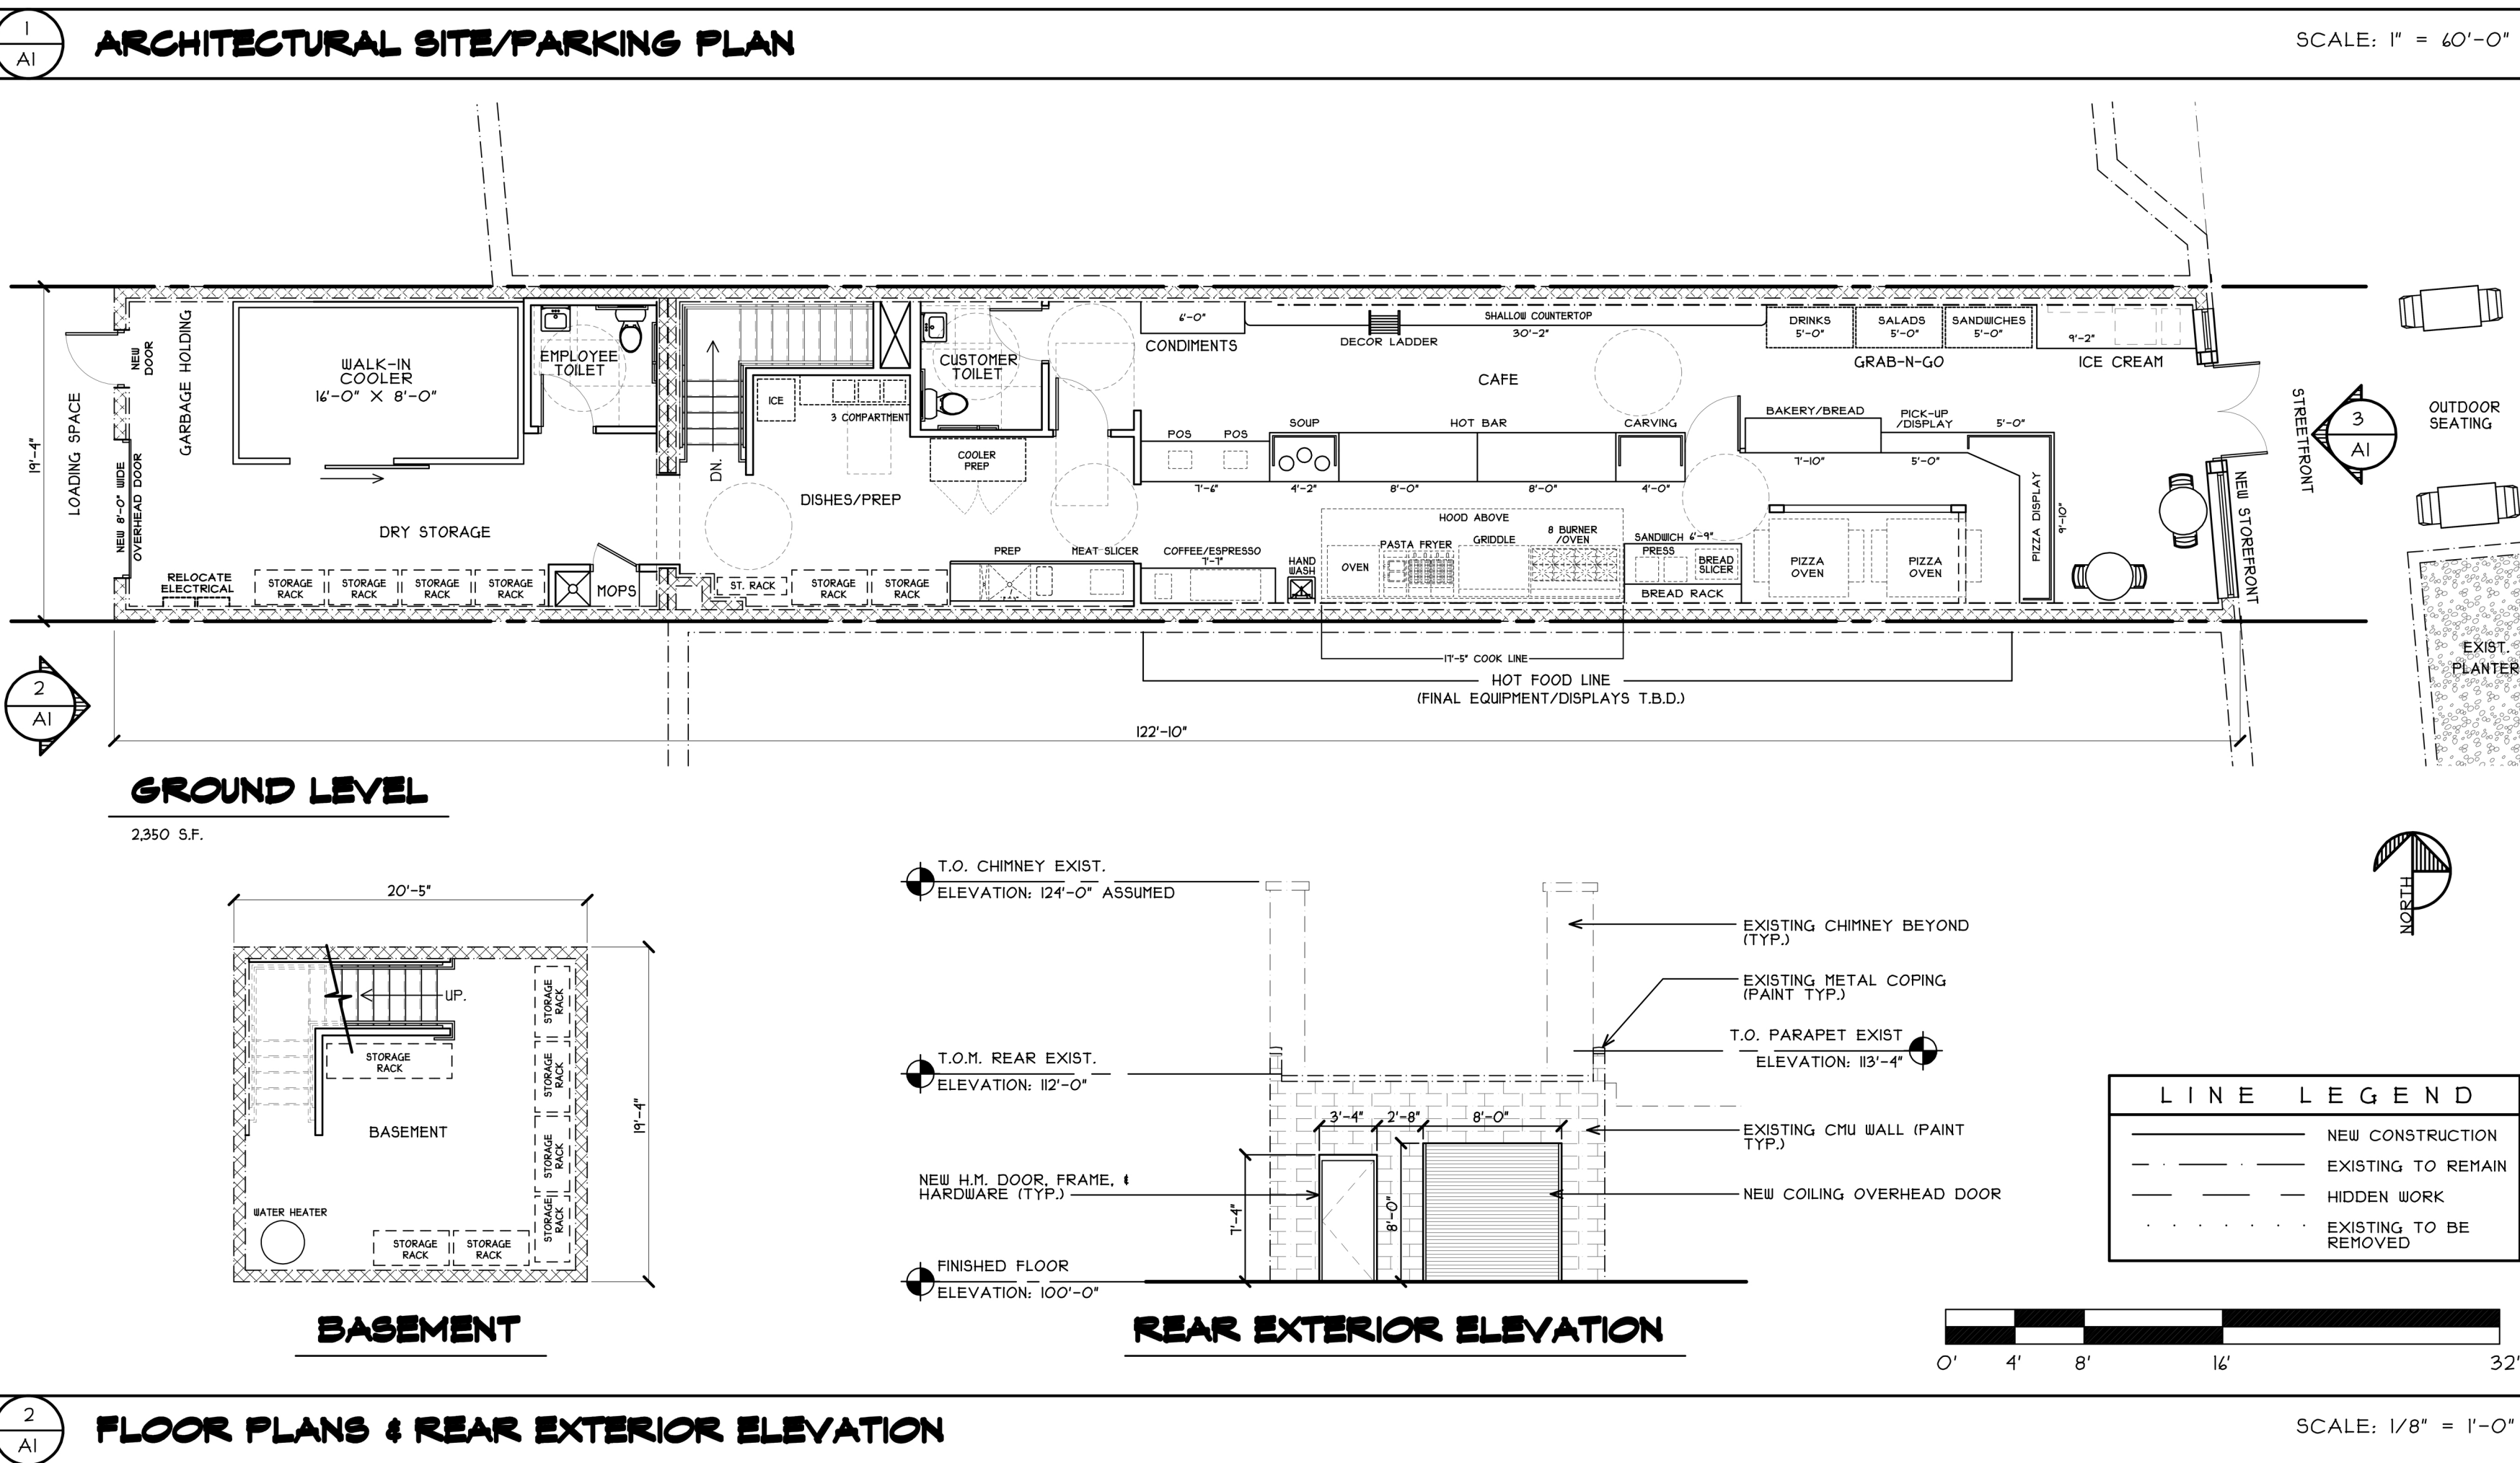 1
A1
ARCHITECTURAL SITE/PARKING PLAN
SCALE: 1" = 60'-0"
19'-4"
LOADING SPACE
NEW DOOR
NEW 8'-0" WIDE
OVERHEAD DOOR
GARBAGE HOLDING
WALK-IN
COOLER
16'-0" X 8'-0"
EMPLOYEE
TOILET
DRY STORAGE
RELOCATE
ELECTRICAL
STORAGE
RACK
STORAGE
RACK
STORAGE
RACK
STORAGE
RACK
MOPS
DN.
ICE
3 COMPARTMENT
CUSTOMER
TOILET
COOLER
PREP
DISHES/PREP
ST. RACK
STORAGE
RACK
STORAGE
RACK
PREP
MEAT SLICER
6'-0"
CONDIMENTS
DECOR LADDER
SHALLOW COUNTERTOP
30'-2"
CAFE
DRINKS
5'-0"
SALADS
5'-0"
SANDWICHES
5'-0"
GRAB-N-GO
9'-2"
ICE CREAM
POS
POS
SOUP
HOT BAR
CARVING
BAKERY/BREAD
PICK-UP
/DISPLAY
5'-0"
7'-6"
4'-2"
8'-0"
8'-0"
4'-0"
7'-10"
5'-0"
COFFEE/ESPRESSO
7'-7"
HAND
WASH
HOOD ABOVE
OVEN
PASTA FRYER
GRIDDLE
8 BURNER
/OVEN
SANDWICH 6'-9"
PRESS
BREAD
SLICER
BREAD RACK
PIZZA
OVEN
PIZZA
OVEN
PIZZA DISPLAY
9'-10"
NEW STOREFRONT
STREETFRONT
3
A1
OUTDOOR
SEATING
EXIST.
PLANTER
17'-5" COOK LINE
HOT FOOD LINE
(FINAL EQUIPMENT/DISPLAYS T.B.D.)
2
A1
122'-10"
GROUND LEVEL
2,350 S.F.
NORTH
20'-5"
19'-4"
UP.
STORAGE
RACK
BASEMENT
WATER HEATER
STORAGE
RACK
STORAGE
RACK
STORAGE
RACK
STORAGE
RACK
STORAGE
RACK
STORAGE
RACK
BASEMENT
T.O. CHIMNEY EXIST.
ELEVATION: 124'-0" ASSUMED
T.O.M. REAR EXIST.
ELEVATION: 112'-0"
NEW H.M. DOOR, FRAME, &
HARDWARE (TYP.)
FINISHED FLOOR
ELEVATION: 100'-0"
3'-4"
2'-8"
8'-0"
7'-4"
8'-0"
EXISTING CHIMNEY BEYOND
(TYP.)
EXISTING METAL COPING
(PAINT TYP.)
T.O. PARAPET EXIST
ELEVATION: 113'-4"
EXISTING CMU WALL (PAINT
TYP.)
NEW COILING OVERHEAD DOOR
REAR EXTERIOR ELEVATION
LINE LEGEND
NEW CONSTRUCTION
EXISTING TO REMAIN
HIDDEN WORK
EXISTING TO BE
REMOVED
0' 4' 8' 16' 32'
2
A1
FLOOR PLANS & REAR EXTERIOR ELEVATION
SCALE: 1/8" = 1'-0"